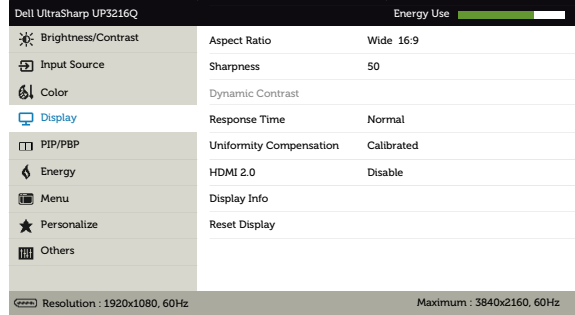 Dell UltraSharp UP3216Q Energy Use
Brightness/Contrast
Input Source
Color
Display
PIP/PBP
Energy
Menu
Personalize
Others
Aspect Ratio Wide 16:9
Sharpness 50
Dynamic Contrast
Response Time Normal
Uniformity Compensation Calibrated
HDMI 2.0 Disable
Display Info
Reset Display
Resolution : 1920x1080, 60Hz Maximum : 3840x2160, 60Hz